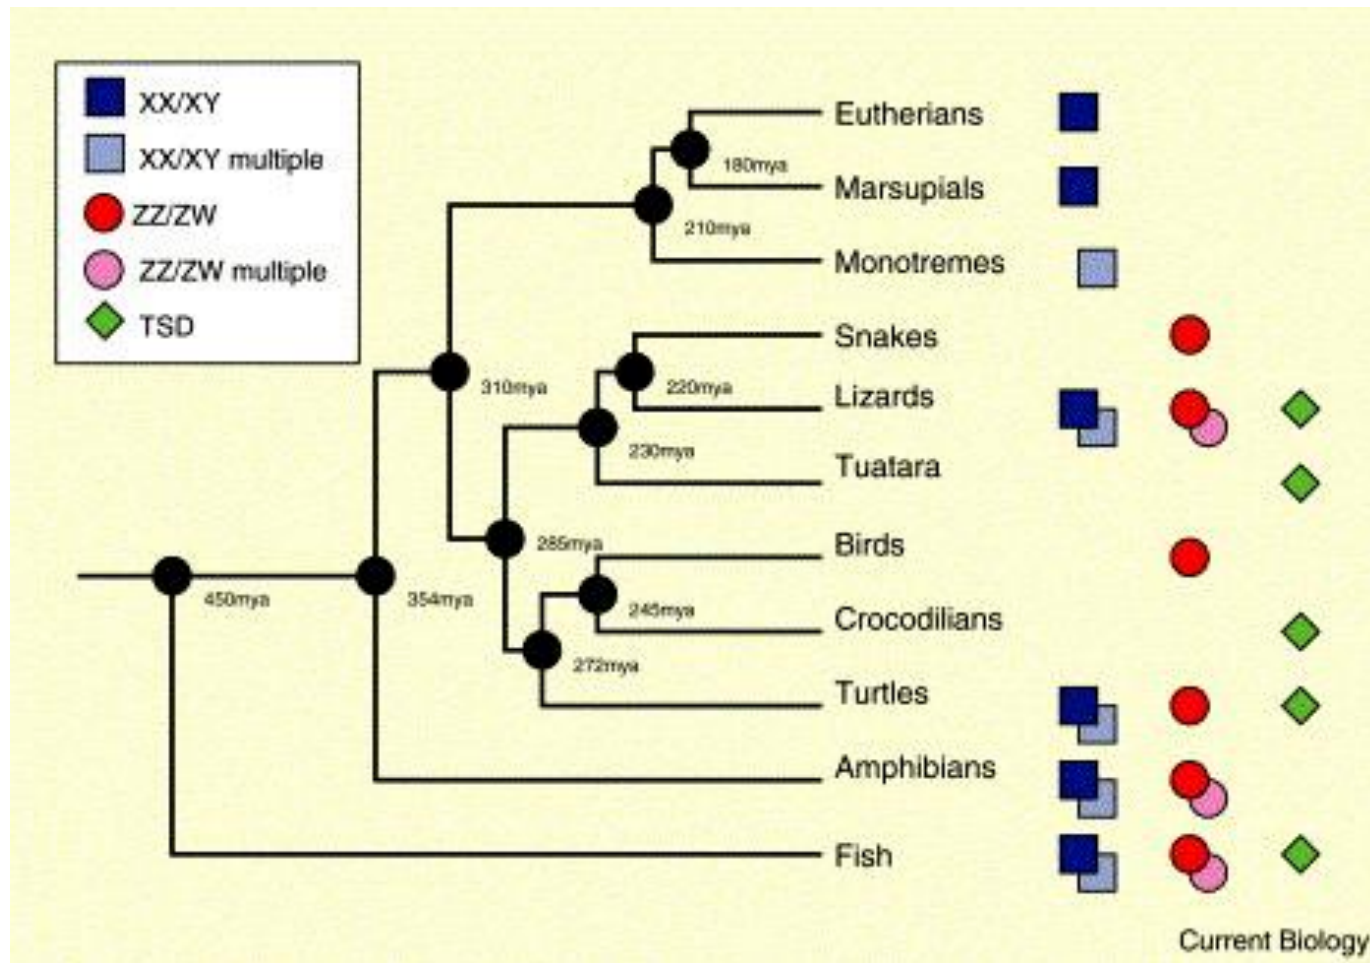 XX/XY
XX/XY multiple
ZZ/ZW
ZZ/ZW multiple
TSD
Eutherians
180mya
Marsupials
210mya
Monotremes
Snakes
310mya
220mya
Lizards
230mya
Tuatara
285mya
Birds
450mya
354mya
245mya
Crocodilians
272mya
Turtles
Amphibians
Fish
Current Biology